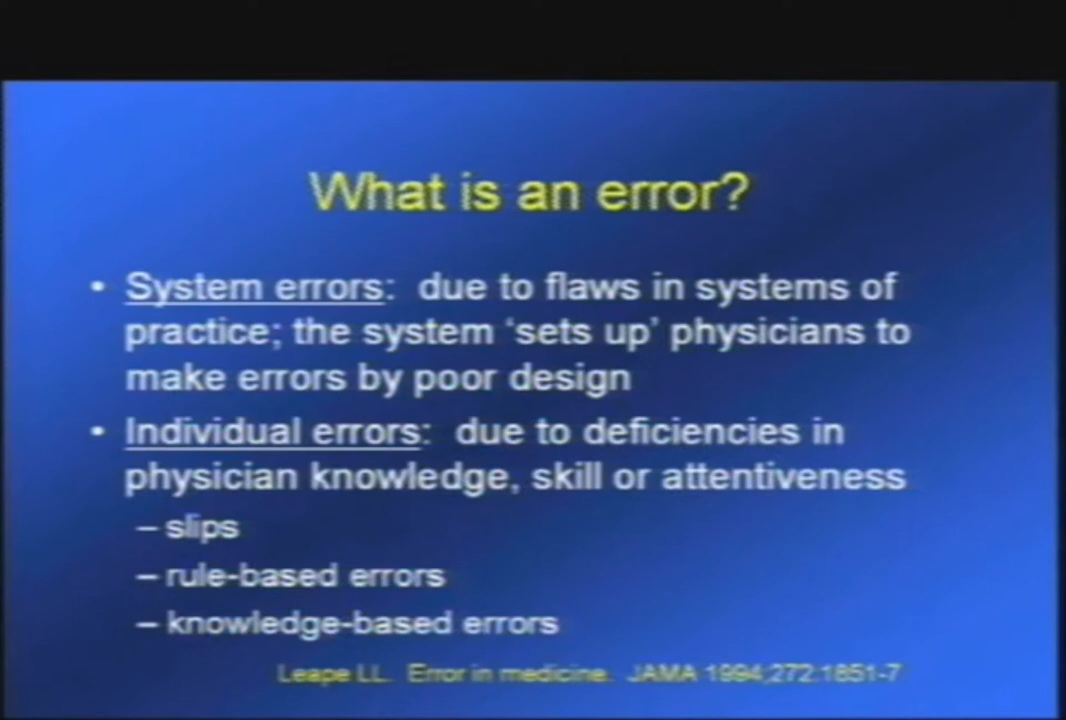 What is an error?
• System errors: due to flaws in systems of
practice; the system ‘sets up’ physicians to
make errors by poor design
• Individual errors: due to deficiencies in
physician knowledge, skill or attentiveness
– slips
– rule-based errors
– knowledge-based errors
Leape LL. Error in medicine. JAMA 1994;272:1851-7